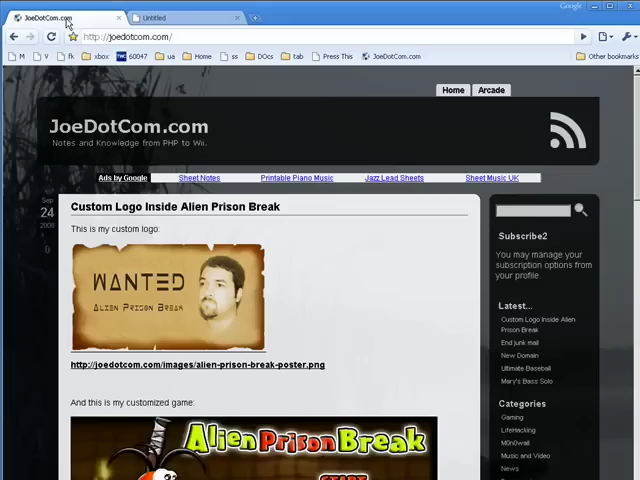 Google
JoeDotCom.com
Untitled
http://joedotcom.com/
M
V
fk
xbox
TWC 60047
ua
Home
ss
DOcs
tab
Press This
JoeDotCom.com
Other bookmarks
Home
Arcade
JoeDotCom.com
Notes and Knowledge from PHP to Wii.
Ads by Google
Sheet Notes
Printable Piano Music
Jazz Lead Sheets
Sheet Music UK
Sep
24
2008
0
Custom Logo Inside Alien Prison Break
This is my custom logo:
WANTED
Alien Prison Break
http://joedotcom.com/images/alien-prison-break-poster.png
And this is my customized game:
Alien Prison Break
START
Subscribe2
You may manage your
subscription options from
your profile.
Latest...
Custom Logo Inside Alien
Prison Break
End junk mail
New Domain
Ultimate Baseball
Mary's Bass Solo
Categories
Gaming
LifeHacking
M0n0wall
Music and Video
News